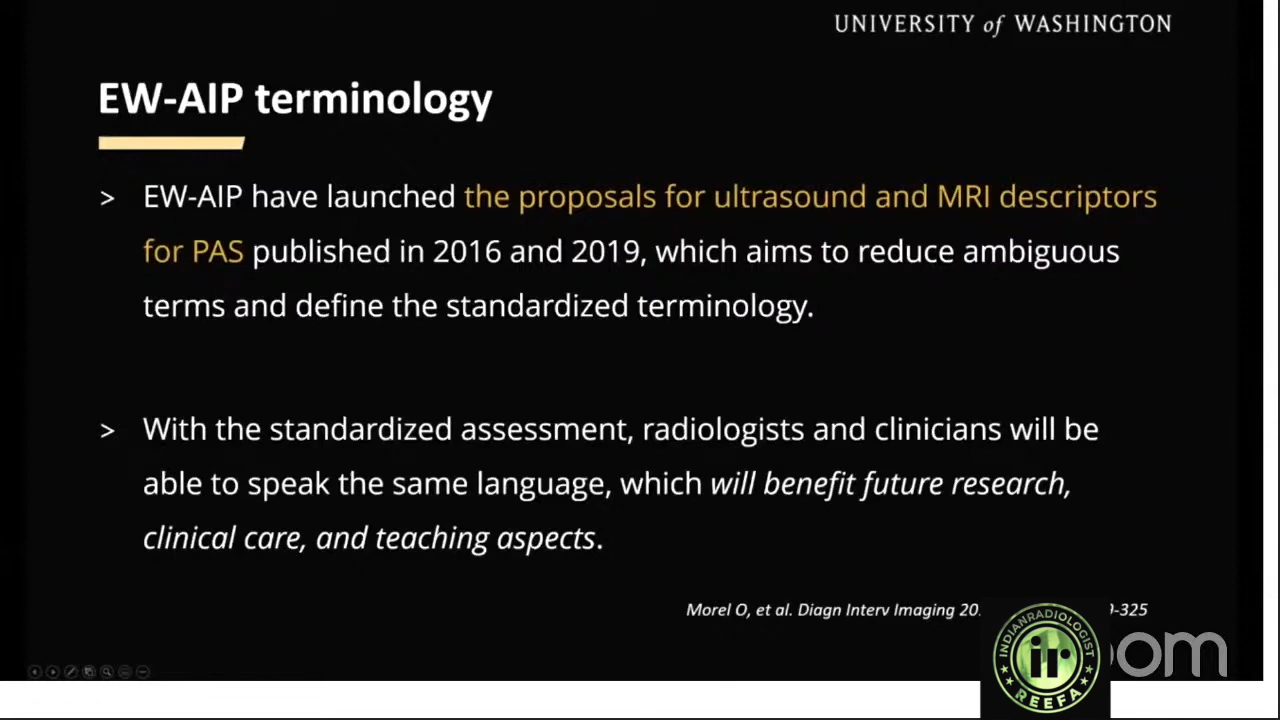 UNIVERSITY of WASHINGTON
EW-AIP terminology
> EW-AIP have launched the proposals for ultrasound and MRI descriptors
for PAS published in 2016 and 2019, which aims to reduce ambiguous
terms and define the standardized terminology.
> With the standardized assessment, radiologists and clinicians will be
able to speak the same language, which will benefit future research,
clinical care, and teaching aspects.
Morel O, et al. Diagn Interv Imaging 20 -325
INDIANRADIOLOGIST
ir
REEFA
oom